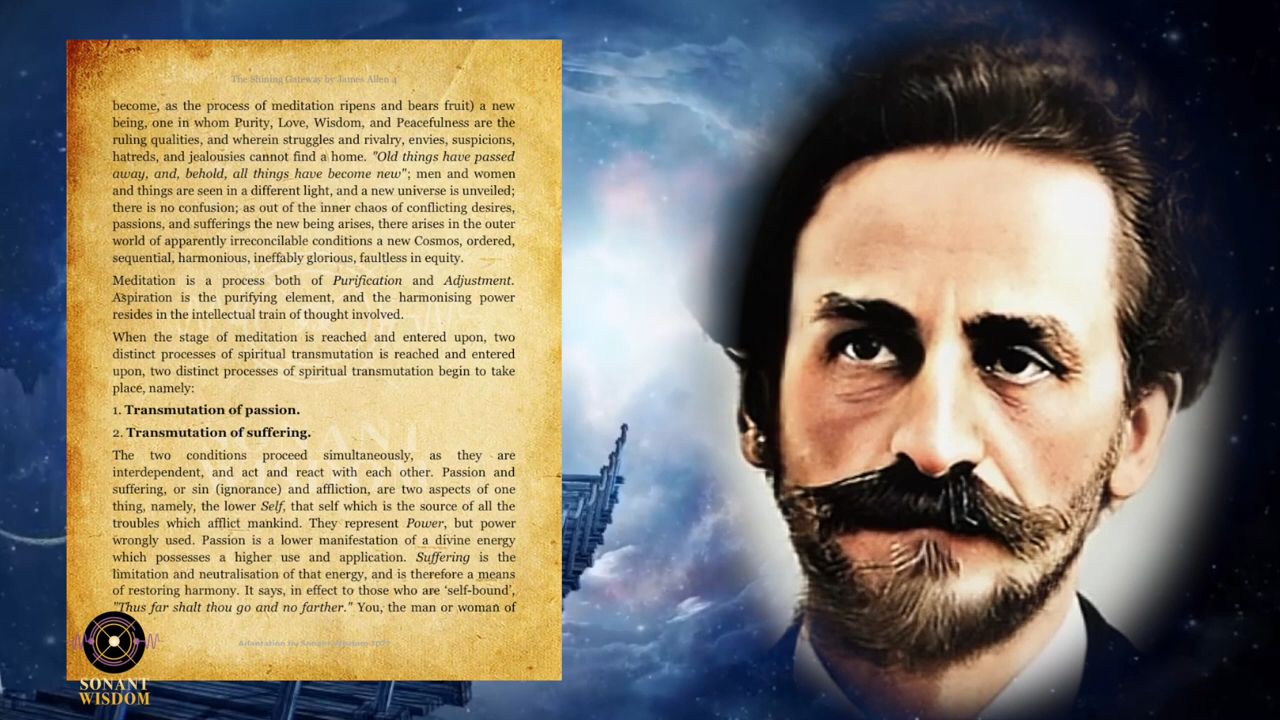 The Shining Gateway by James Allen 4
become, as the process of meditation ripens and bears fruit) a new
being, one in whom Purity, Love, Wisdom, and Peacefulness are the
ruling qualities, and wherein struggles and rivalry, envies, suspicions,
hatreds, and jealousies cannot find a home. "Old things have passed
away, and, behold, all things have become new"; men and women
and things are seen in a different light, and a new universe is unveiled;
there is no confusion; as out of the inner chaos of conflicting desires,
passions, and sufferings the new being arises, there arises in the outer
world of apparently irreconcilable conditions a new Cosmos, ordered,
sequential, harmonious, ineffably glorious, faultless in equity.
Meditation is a process both of Purification and Adjustment.
Aspiration is the purifying element, and the harmonising power
resides in the intellectual train of thought involved.
When the stage of meditation is reached and entered upon, two
distinct processes of spiritual transmutation is reached and entered
upon, two distinct processes of spiritual transmutation begin to take
place, namely:
1. Transmutation of passion.
2. Transmutation of suffering.
The two conditions proceed simultaneously, as they are
interdependent, and act and react with each other. Passion and
suffering, or sin (ignorance) and affliction, are two aspects of one
thing, namely, the lower Self, that self which is the source of all the
troubles which afflict mankind. They represent Power, but power
wrongly used. Passion is a lower manifestation of a divine energy
which possesses a higher use and application. Suffering is the
limitation and neutralisation of that energy, and is therefore a means
of restoring harmony. It says, in effect to those who are ‘self-bound’,
"Thus far shalt thou go and no farther." You, the man or woman of
Adaptation by Sonant Wisdom
SONANT
WISDOM